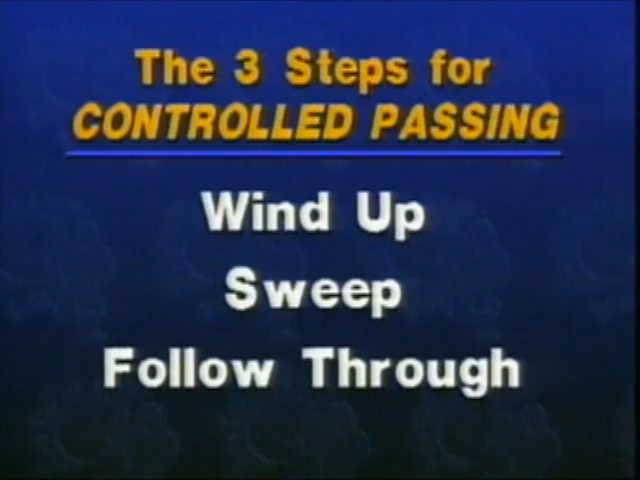 The 3 Steps for
CONTROLLED PASSING
Wind Up
Sweep
Follow Through